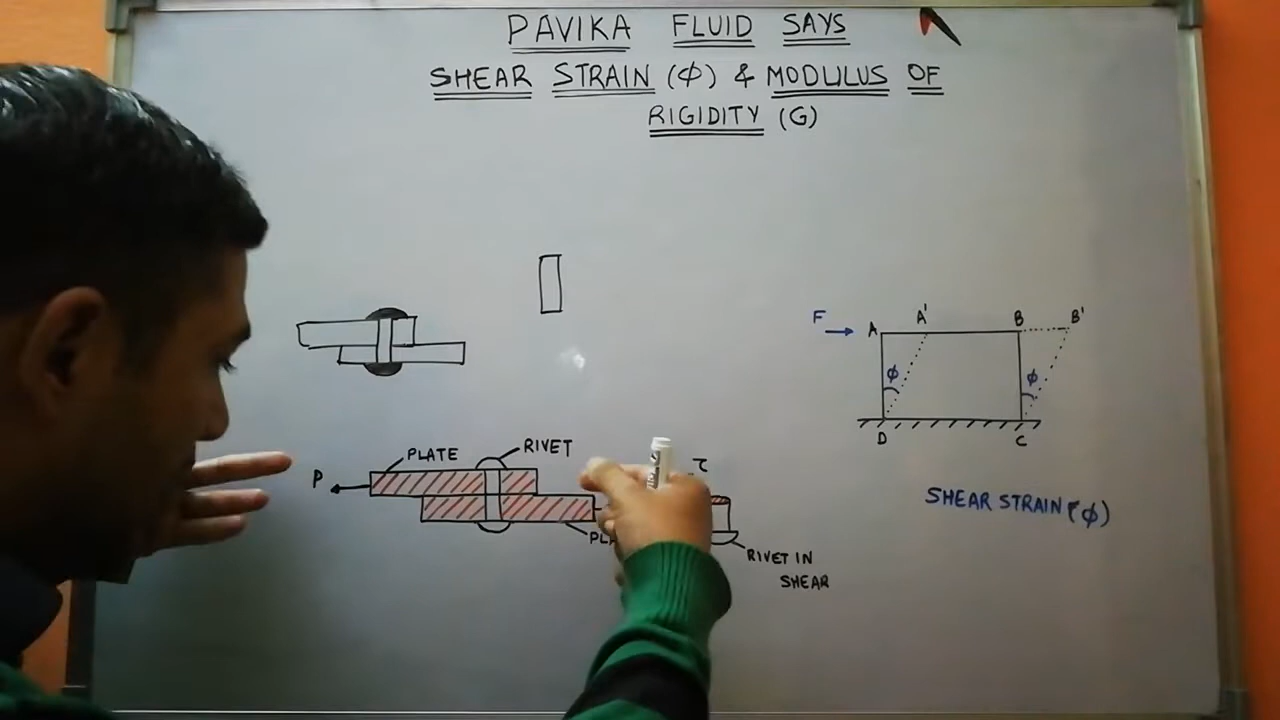 PAVIKA FLUID SAYS
SHEAR STRAIN (Φ) & MODULUS OF
RIGIDITY (G)
F
A
A'
B
B'
Φ
Φ
D
C
PLATE
RIVET
P
τ
RIVET IN
SHEAR
SHEAR STRAIN (Φ)